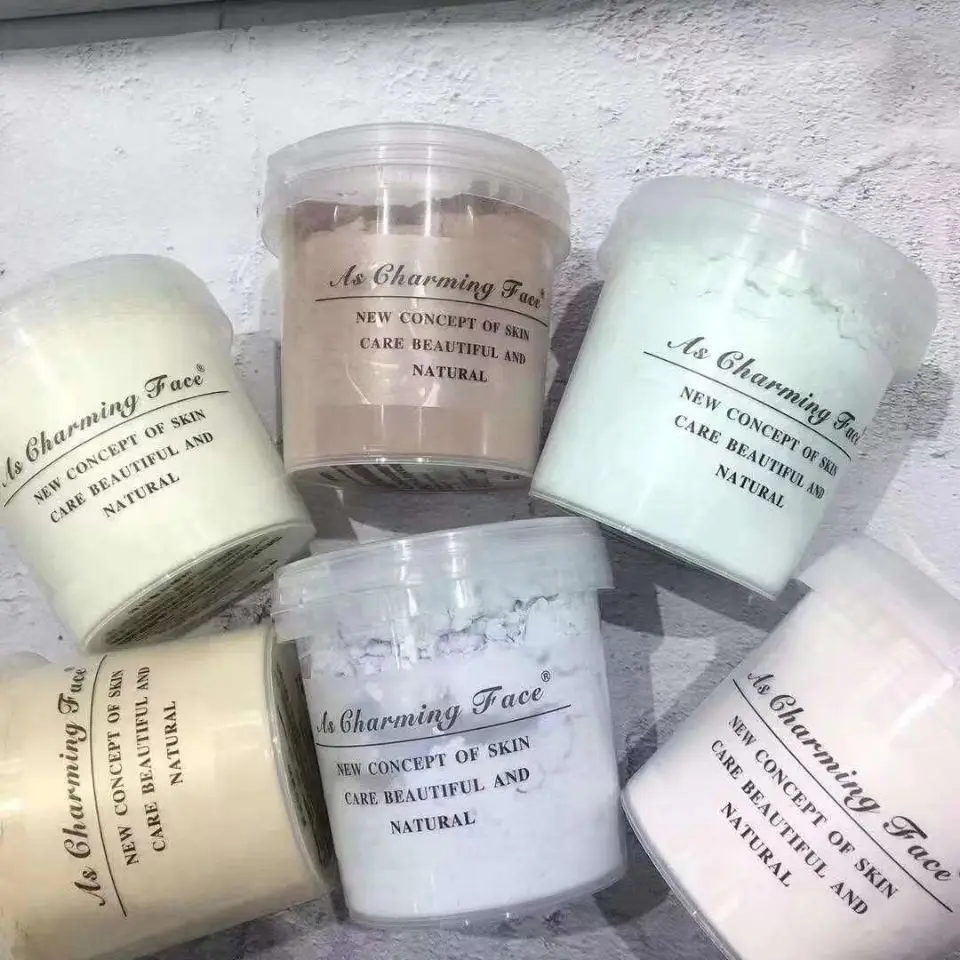 As Charming Face®
NEW CONCEPT OF SKIN
CARE BEAUTIFUL AND
NATURAL
As Charming Face®
NEW CONCEPT OF SKIN
CARE BEAUTIFUL AND
NATURAL
As Charming Face
NEW CONCEPT OF SKIN
CARE BEAUTIFUL AND
NATURAL
As Charming Face®
NEW CONCEPT OF SKIN
CARE BEAUTIFUL AND
NATURAL
As Charming Face®
NEW CONCEPT OF SKIN
CARE BEAUTIFUL AND
NATURAL
As Charming Face
NEW CONCEPT OF SKIN
CARE BEAUTIFUL AND
NATURAL